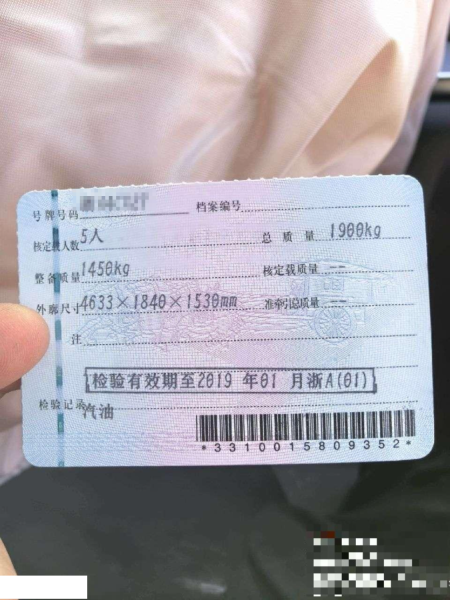 号牌号码 档案编号
核定载人数 5人 总质量 1900kg
整备质量 1450kg 核定载质量 --
外廓尺寸 4633×1840×1530mm 准牵引总质量 --
注
检验有效期至2019 年01 月浙A(01)
检验记录 汽油
*3310015809352*